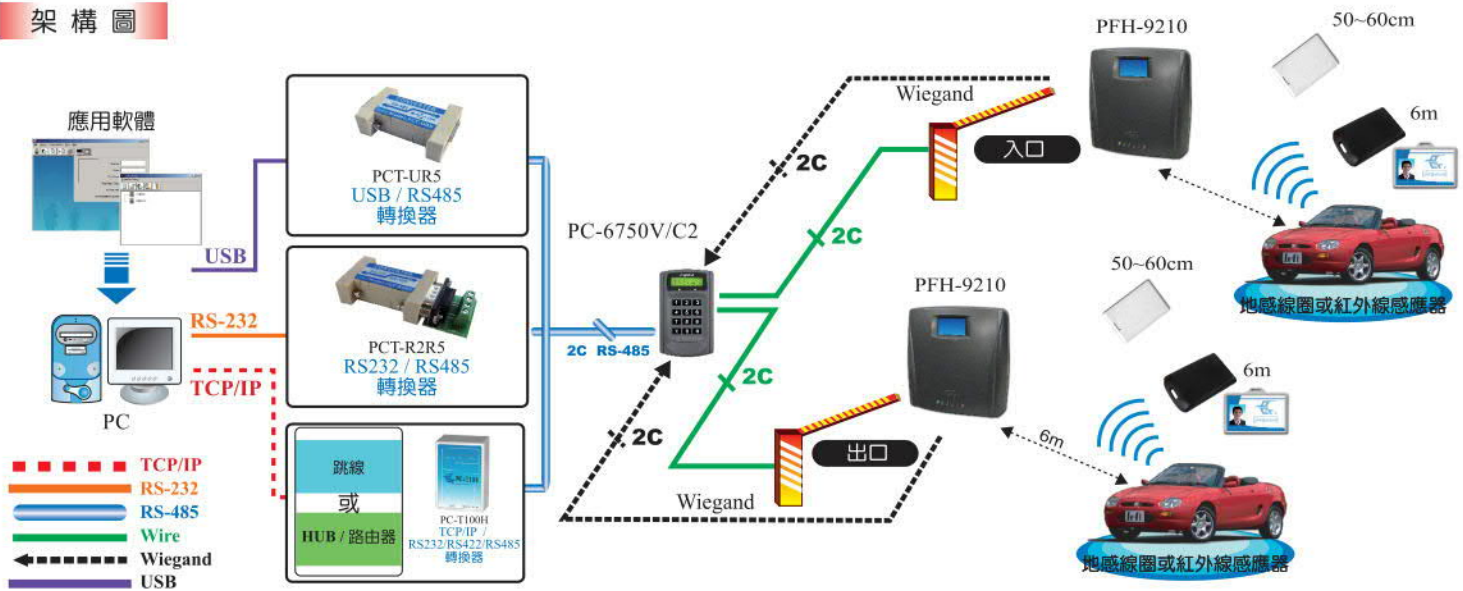 架構圖
應用軟體
USB
RS-232
TCP/IP
PC
TCP/IP
RS-232
RS-485
Wire
Wiegand
USB
PCT-UR5
USB / RS485
轉換器
PCT-R2R5
RS232 / RS485
轉換器
跳線
或
HUB / 路由器
PC-T100H
TCP/IP /
RS232/RS422/RS485
轉換器
2C RS-485
PC-6750V/C2
Wiegand
2C
2C
2C
2C
Wiegand
入口
出口
PFH-9210
50~60cm
6m
地感線圈或紅外線感應器
PFH-9210
50~60cm
6m
6m
地感線圈或紅外線感應器